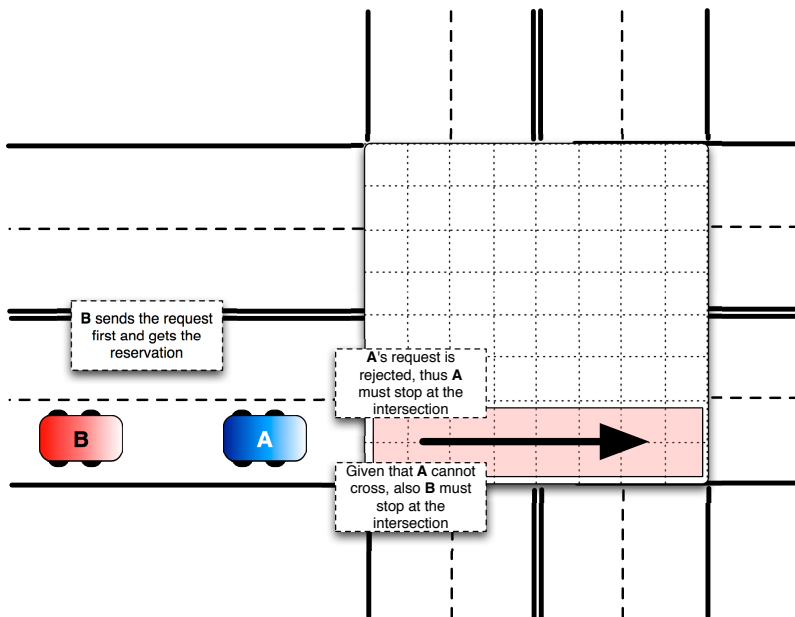 B sends the request
first and gets the
reservation
A's request is
rejected, thus A
must stop at the
intersection
B
A
Given that A cannot
cross, also B must
stop at the
intersection